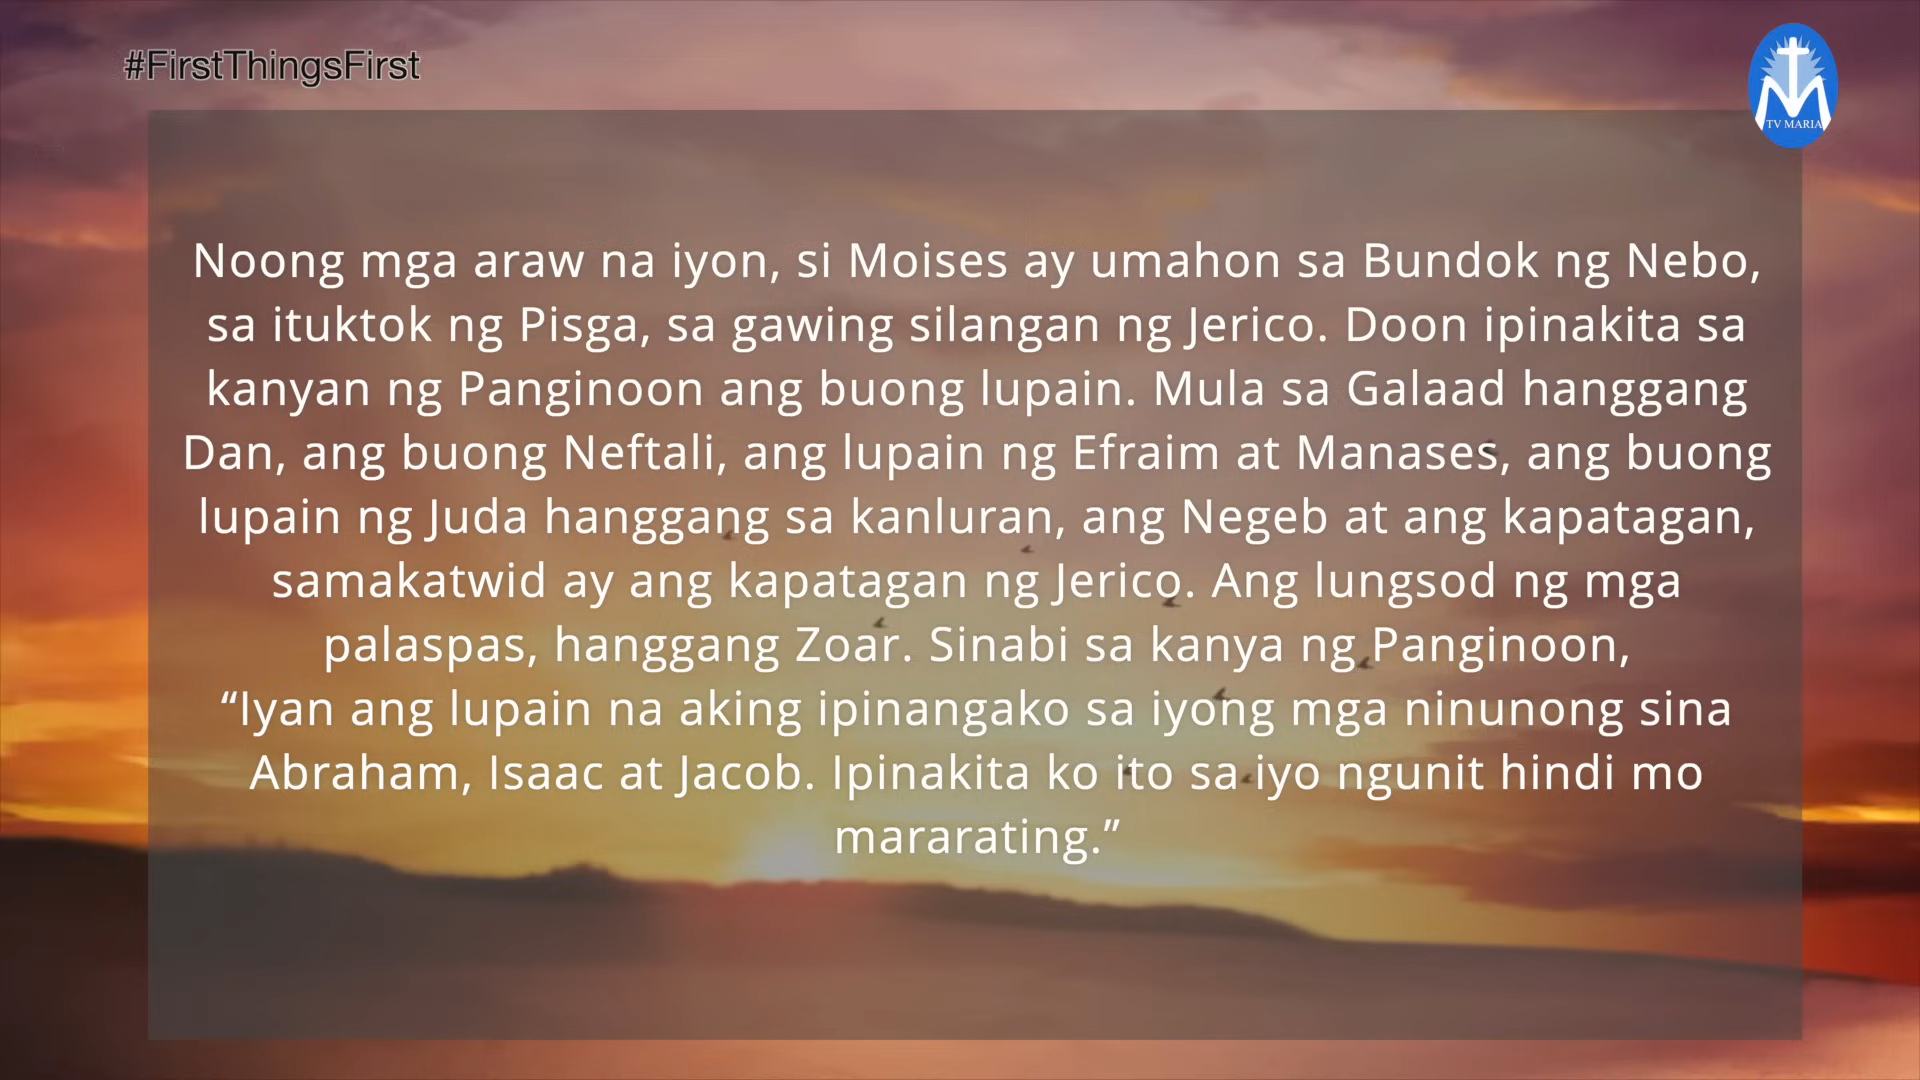 #FirstThingsFirst
TV MARIA
Noong mga araw na iyon, si Moises ay umahon sa Bundok ng Nebo,
sa ituktok ng Pisga, sa gawing silangan ng Jerico. Doon ipinakita sa
kanyan ng Panginoon ang buong lupain. Mula sa Galaad hanggang
Dan, ang buong Neftali, ang lupain ng Efraim at Manases, ang buong
lupain ng Juda hanggang sa kanluran, ang Negeb at ang kapatagan,
samakatwid ay ang kapatagan ng Jerico. Ang lungsod ng mga
palaspas, hanggang Zoar. Sinabi sa kanya ng Panginoon,
“Iyan ang lupain na aking ipinangako sa iyong mga ninunong sina
Abraham, Isaac at Jacob. Ipinakita ko ito sa iyo ngunit hindi mo
mararating.”